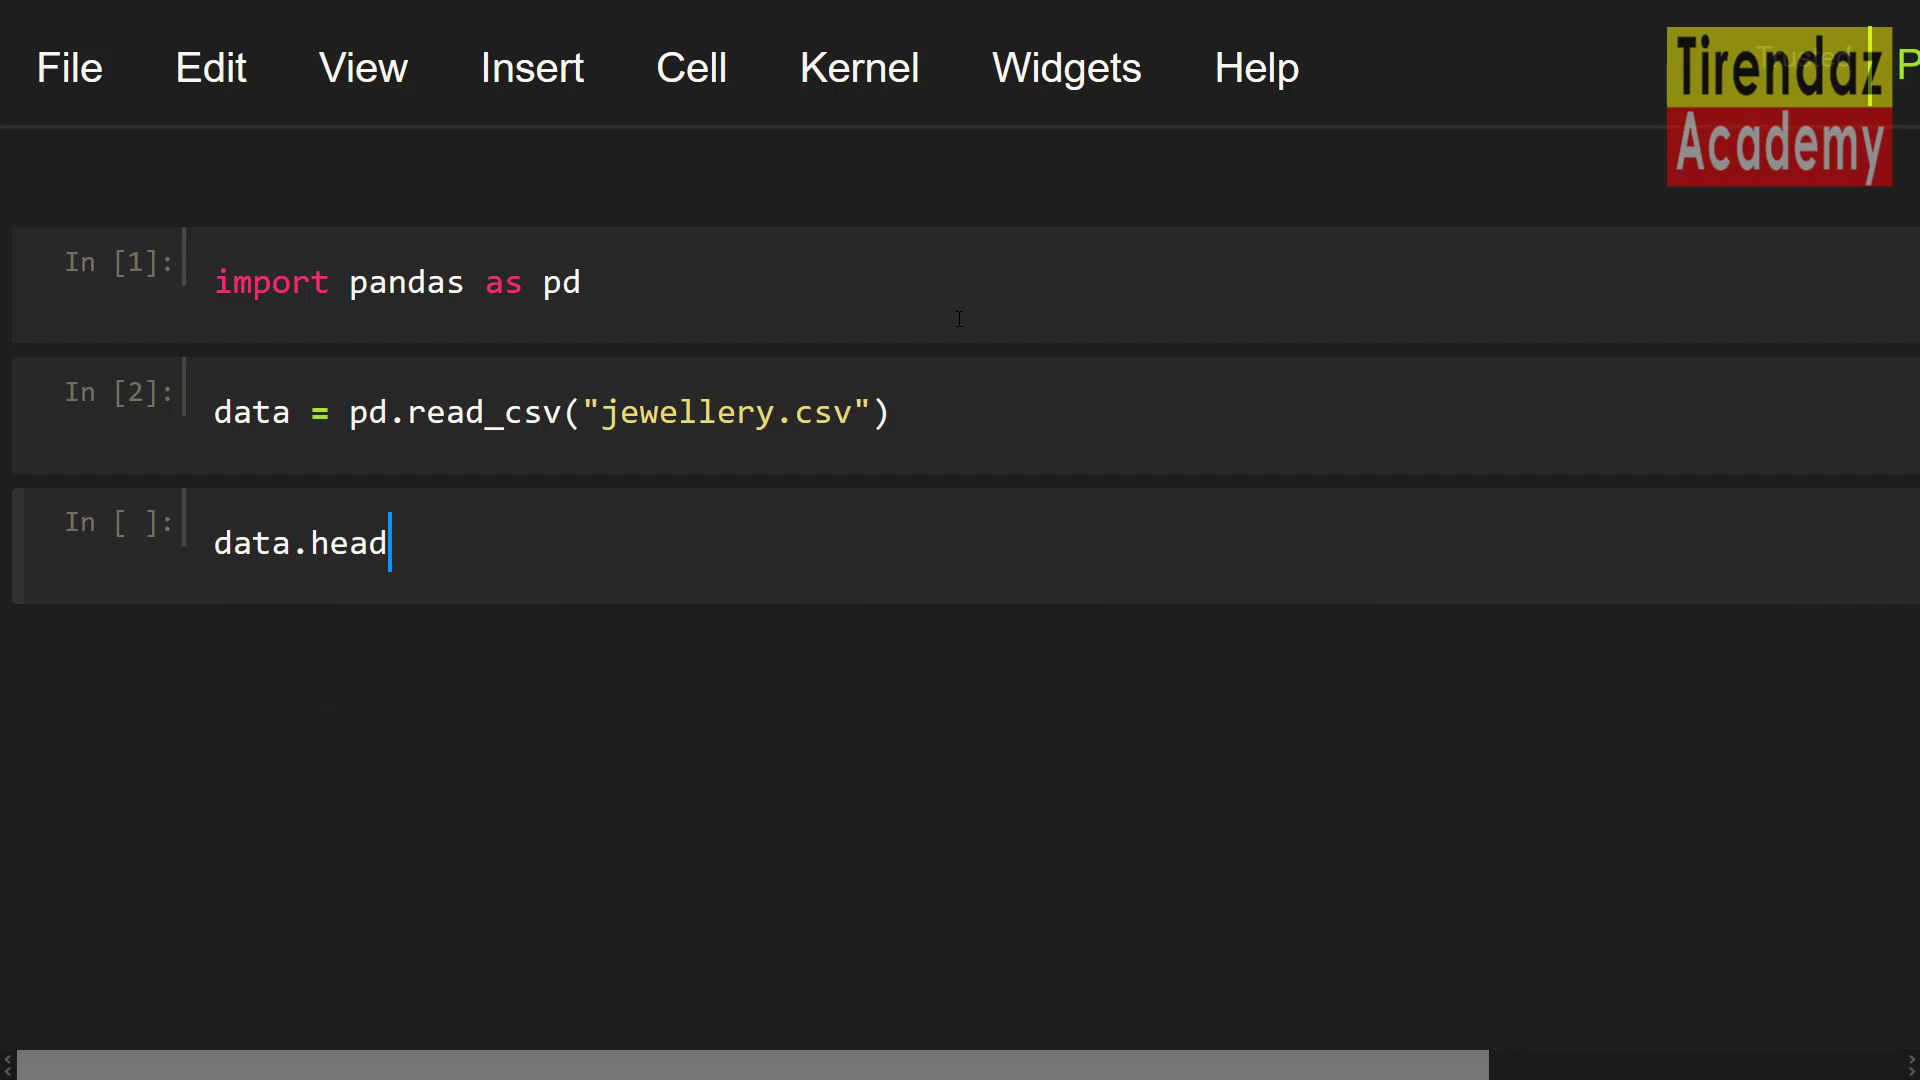 File Edit View Insert Cell Kernel Widgets Help Trusted P
Tirendaz
Academy
In [1]: import pandas as pd
In [2]: data = pd.read_csv("jewellery.csv")
In [ ]: data.head